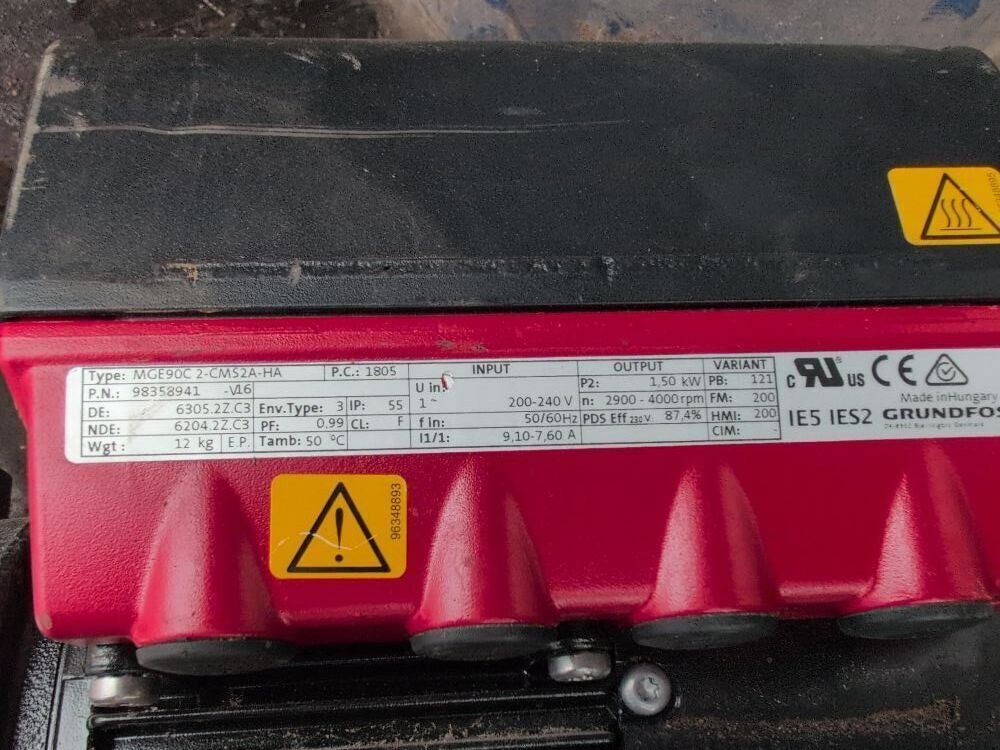 Type: MGE90C 2-CMS2A-HA P.C.: 1805
P.N.: 98358941 -V16
DE: 6305.2Z.C3 Env.Type: 3 IP: 55
NDE: 6204.2Z.C3 PF: 0,99 CL: F
Wgt: 12 kg E.P. Tamb: 50 °C
INPUT
U in:
1 ~ 200-240 V
f in: 50/60Hz
I1/1: 9,10-7,60 A
OUTPUT
P2: 1,50 kW
n: 2900 - 4000 rpm
PDS Eff 230 V: 87,4%
VARIANT
PB: 121
FM: 200
HMI: 200
CIM: -
c RU us CE
Made in Hungary
IE5 IES2 GRUNDFOS
96348893